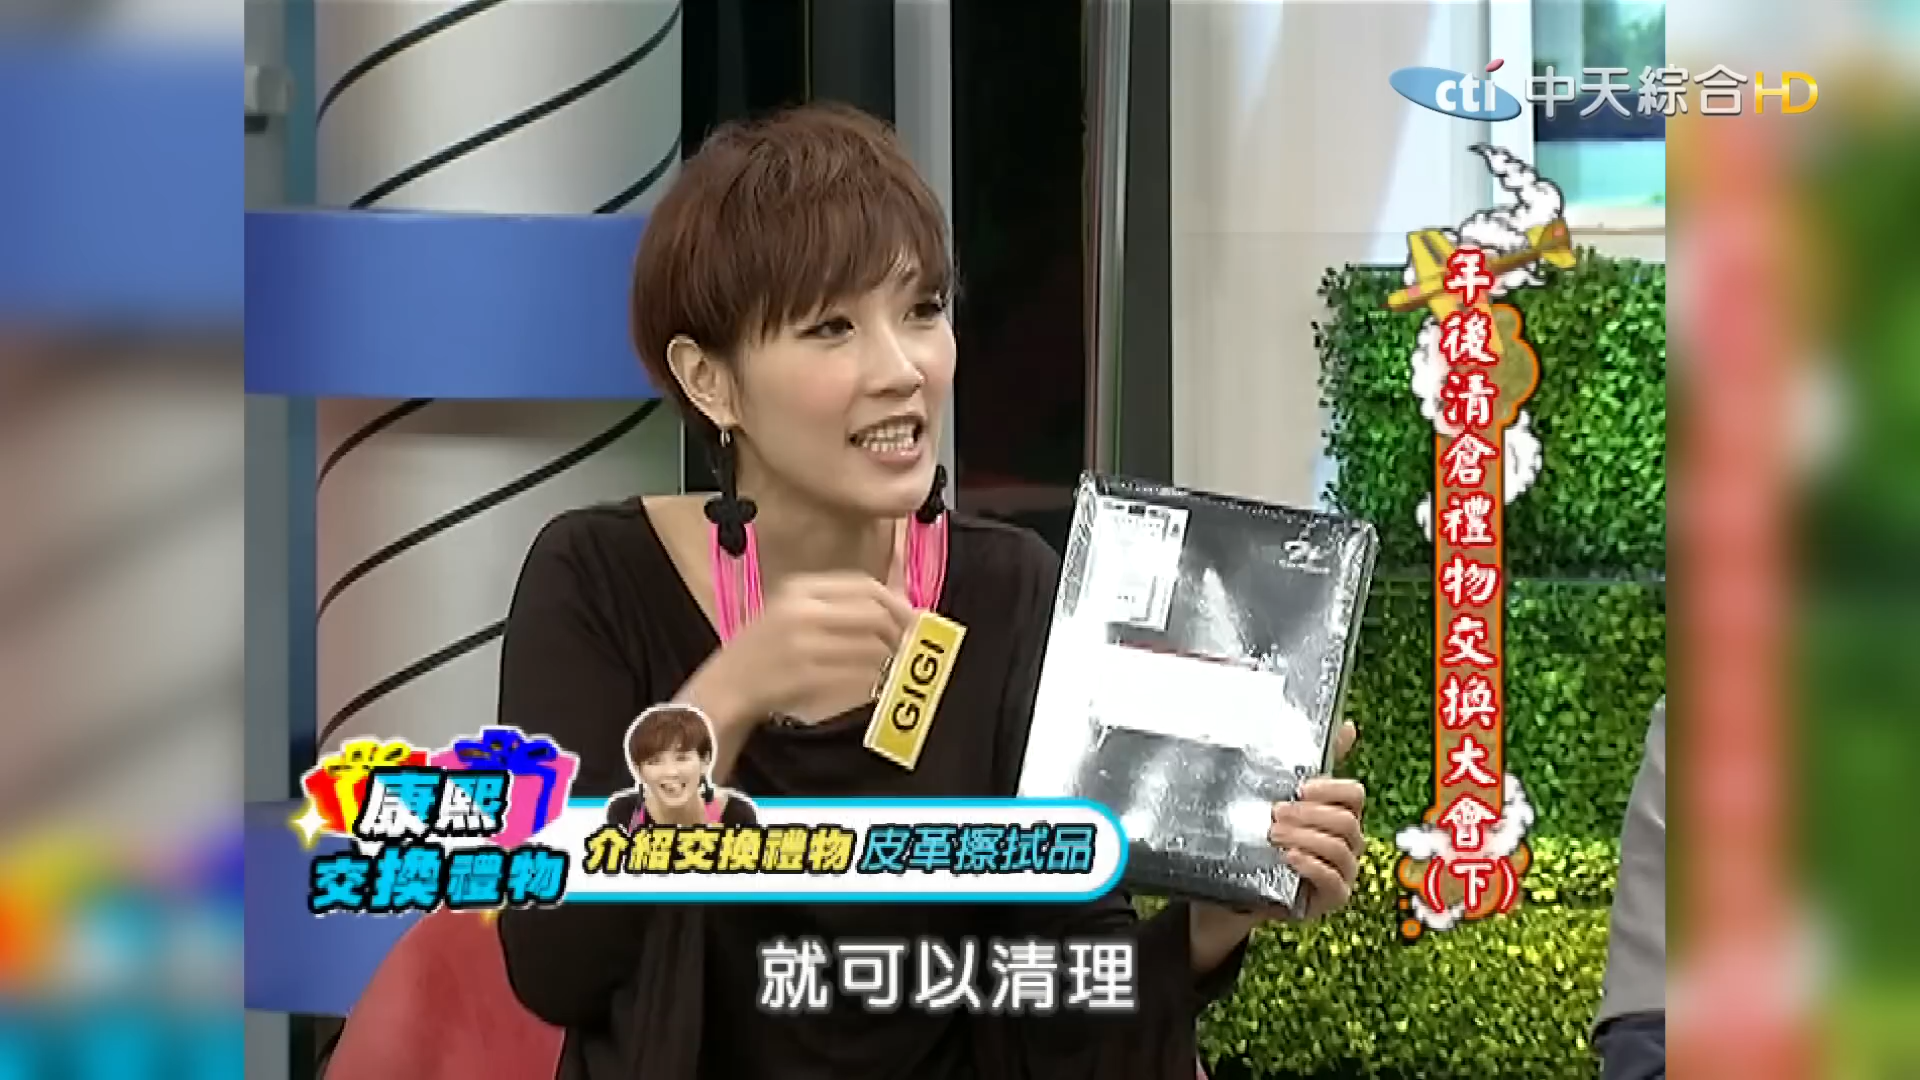 cti 中天綜合HD
年後清倉禮物交換大會(下)
GIGI
康熙
交換禮物
介紹交換禮物 皮革擦拭品
就可以清理